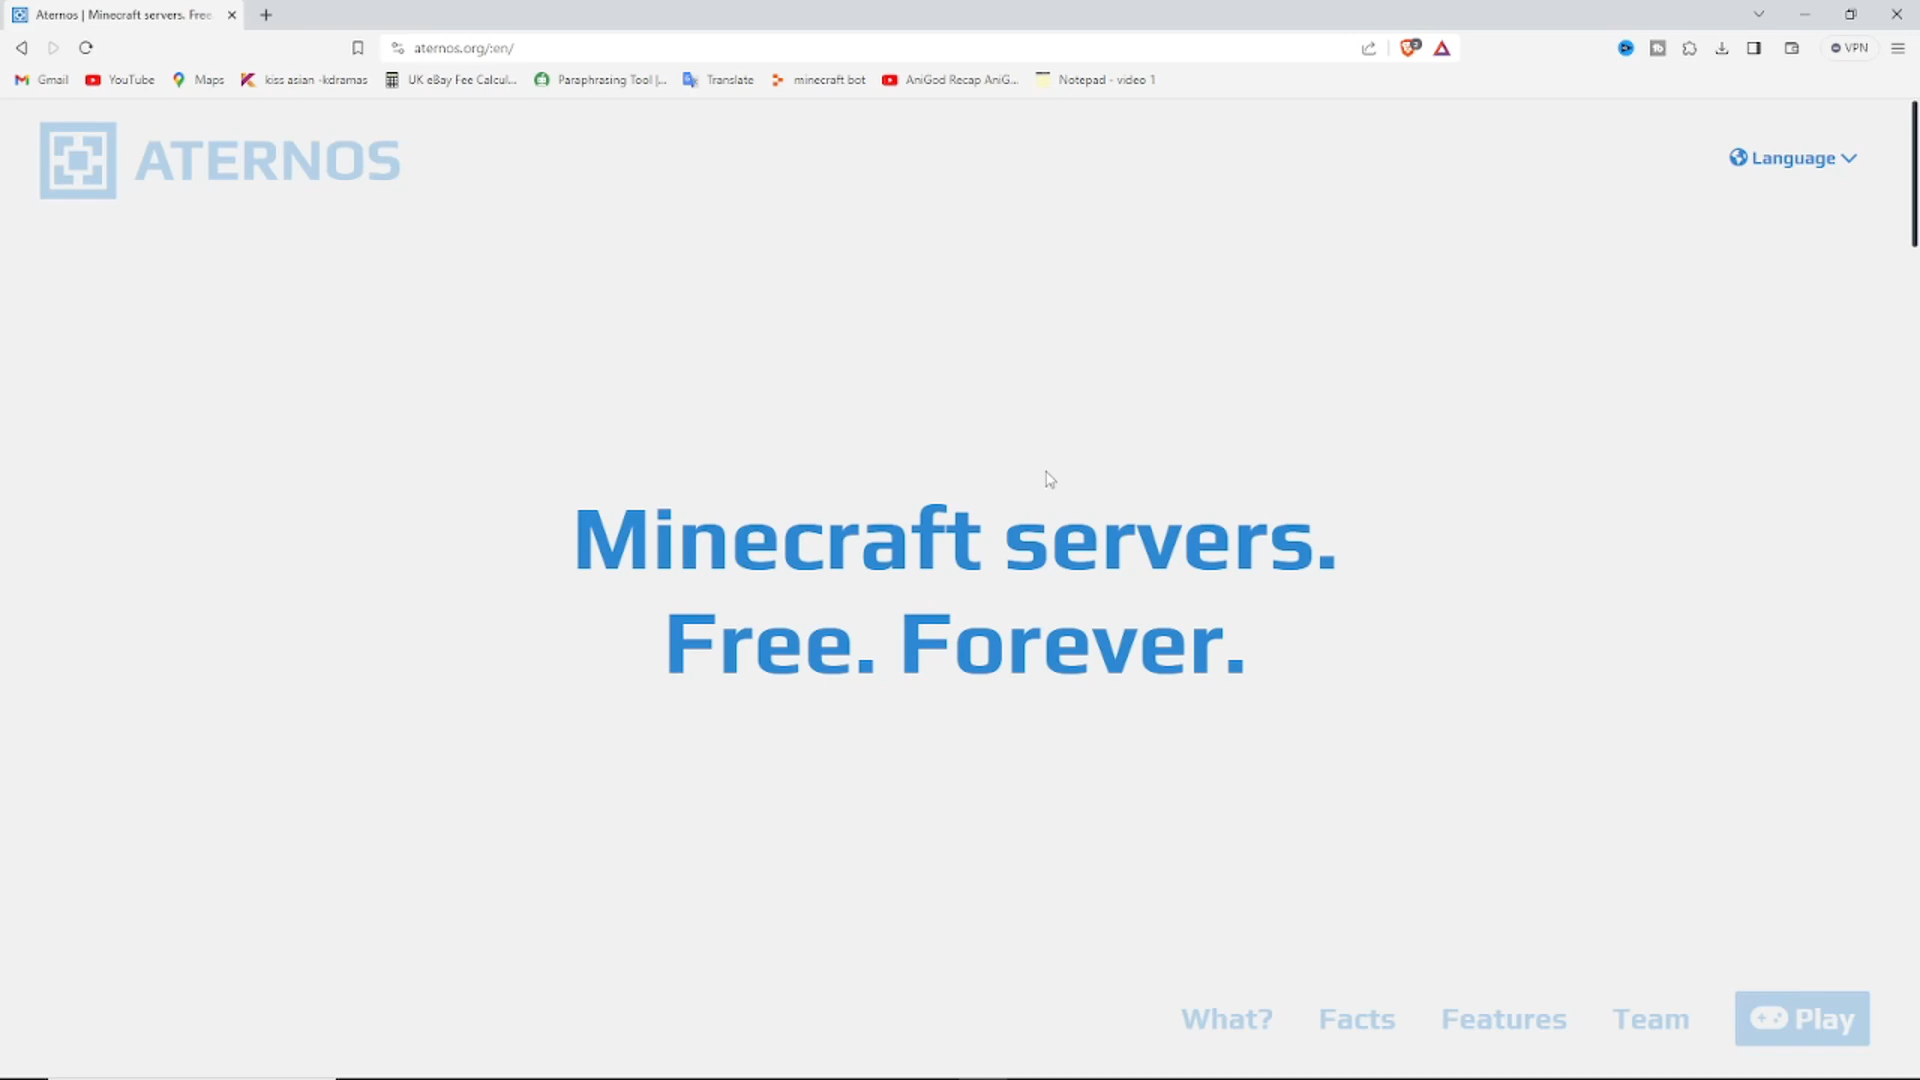 Aternos | Minecraft servers. Free
aternos.org/:en/
2
VPN
Gmail
YouTube
Maps
kiss asian -kdramas
UK eBay Fee Calcul...
Paraphrasing Tool |...
Translate
minecraft bot
AniGod Recap AniG...
Notepad - video 1
ATERNOS
Language
Minecraft servers.
Free. Forever.
What?
Facts
Features
Team
Play